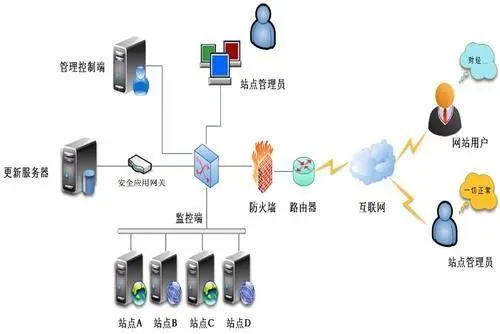 财经...
管理控制端
站点管理员
网站用户
更新服务器
安全应用网关
防火墙
路由器
互联网
一切正常
监控端
站点管理员
站点A
站点B
站点C
站点D